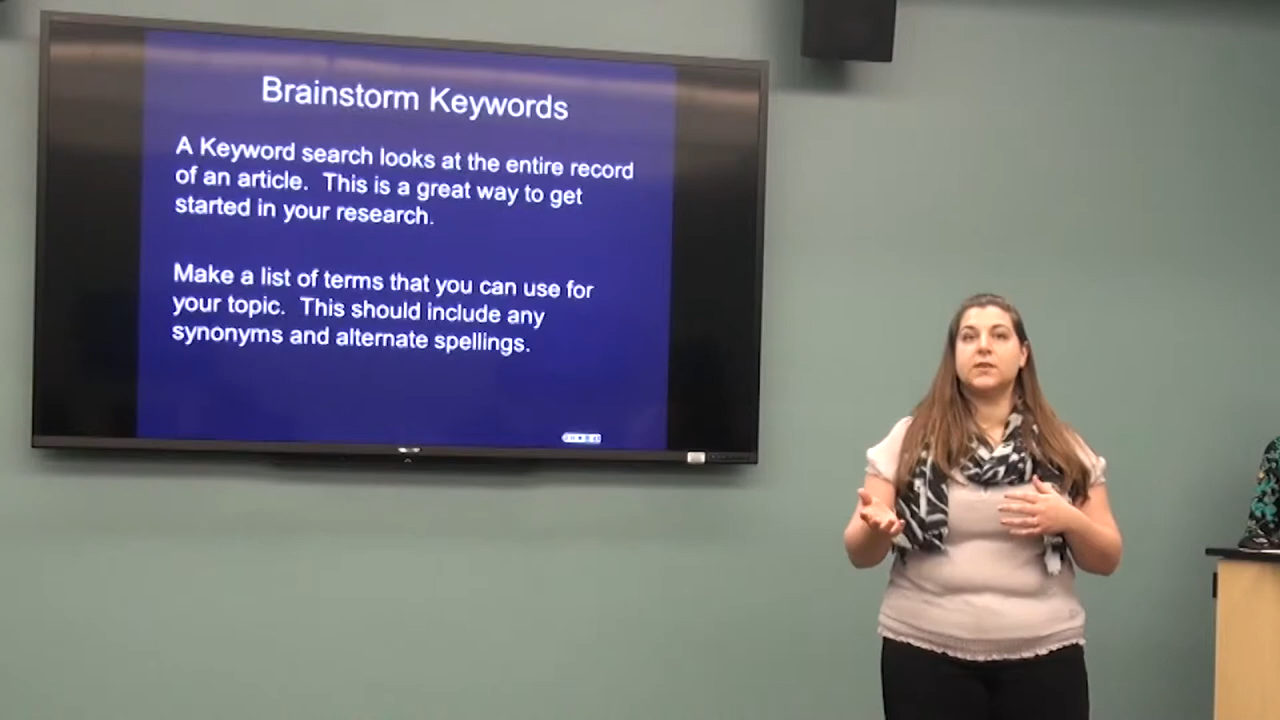 Brainstorm Keywords
A Keyword search looks at the entire record
of an article.  This is a great way to get
started in your research.
Make a list of terms that you can use for
your topic.  This should include any
synonyms and alternate spellings.